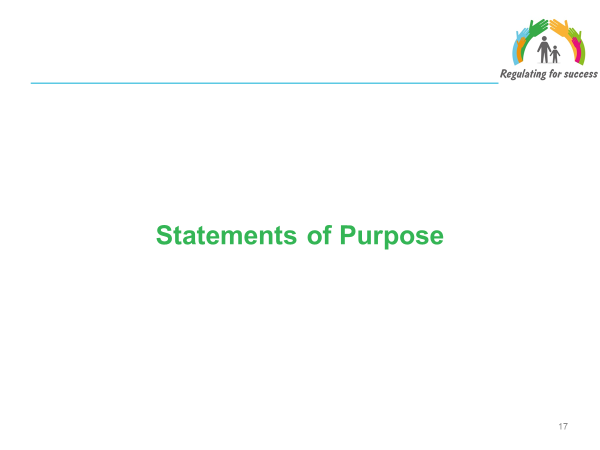 Regulating for success
Statements of Purpose
17